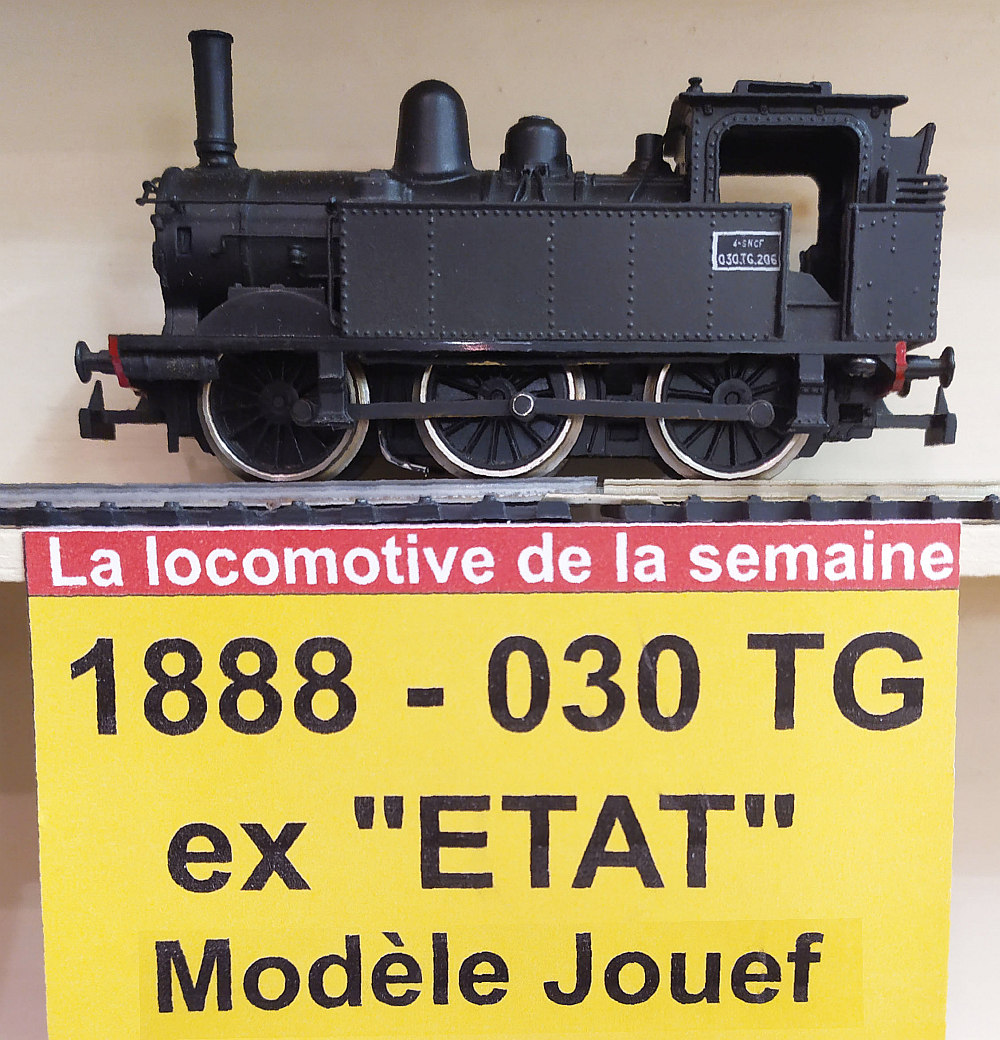 4-SNCF
030.TG.206
La locomotive de la semaine
1888 - 030 TG
ex "ETAT"
Modèle Jouef